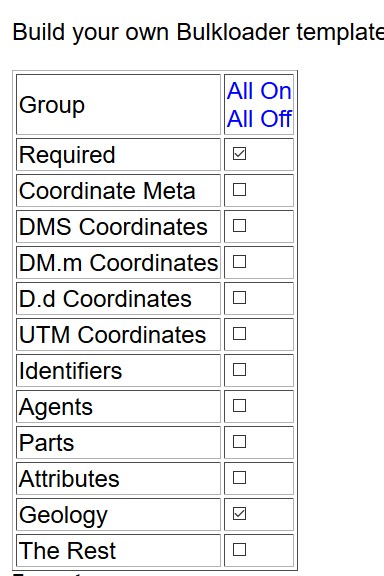 Build your own Bulkloader template
Group
All On
All Off
Required
Coordinate Meta
DMS Coordinates
DM.m Coordinates
D.d Coordinates
UTM Coordinates
Identifiers
Agents
Parts
Attributes
Geology
The Rest